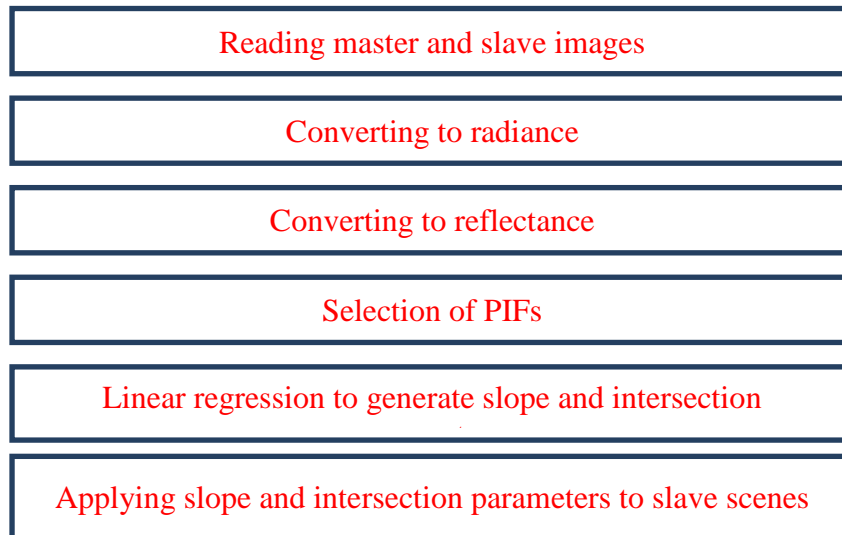 Reading master and slave images
Converting to radiance
Converting to reflectance
Selection of PIFs
Linear regression to generate slope and intersection
Applying slope and intersection parameters to slave scenes